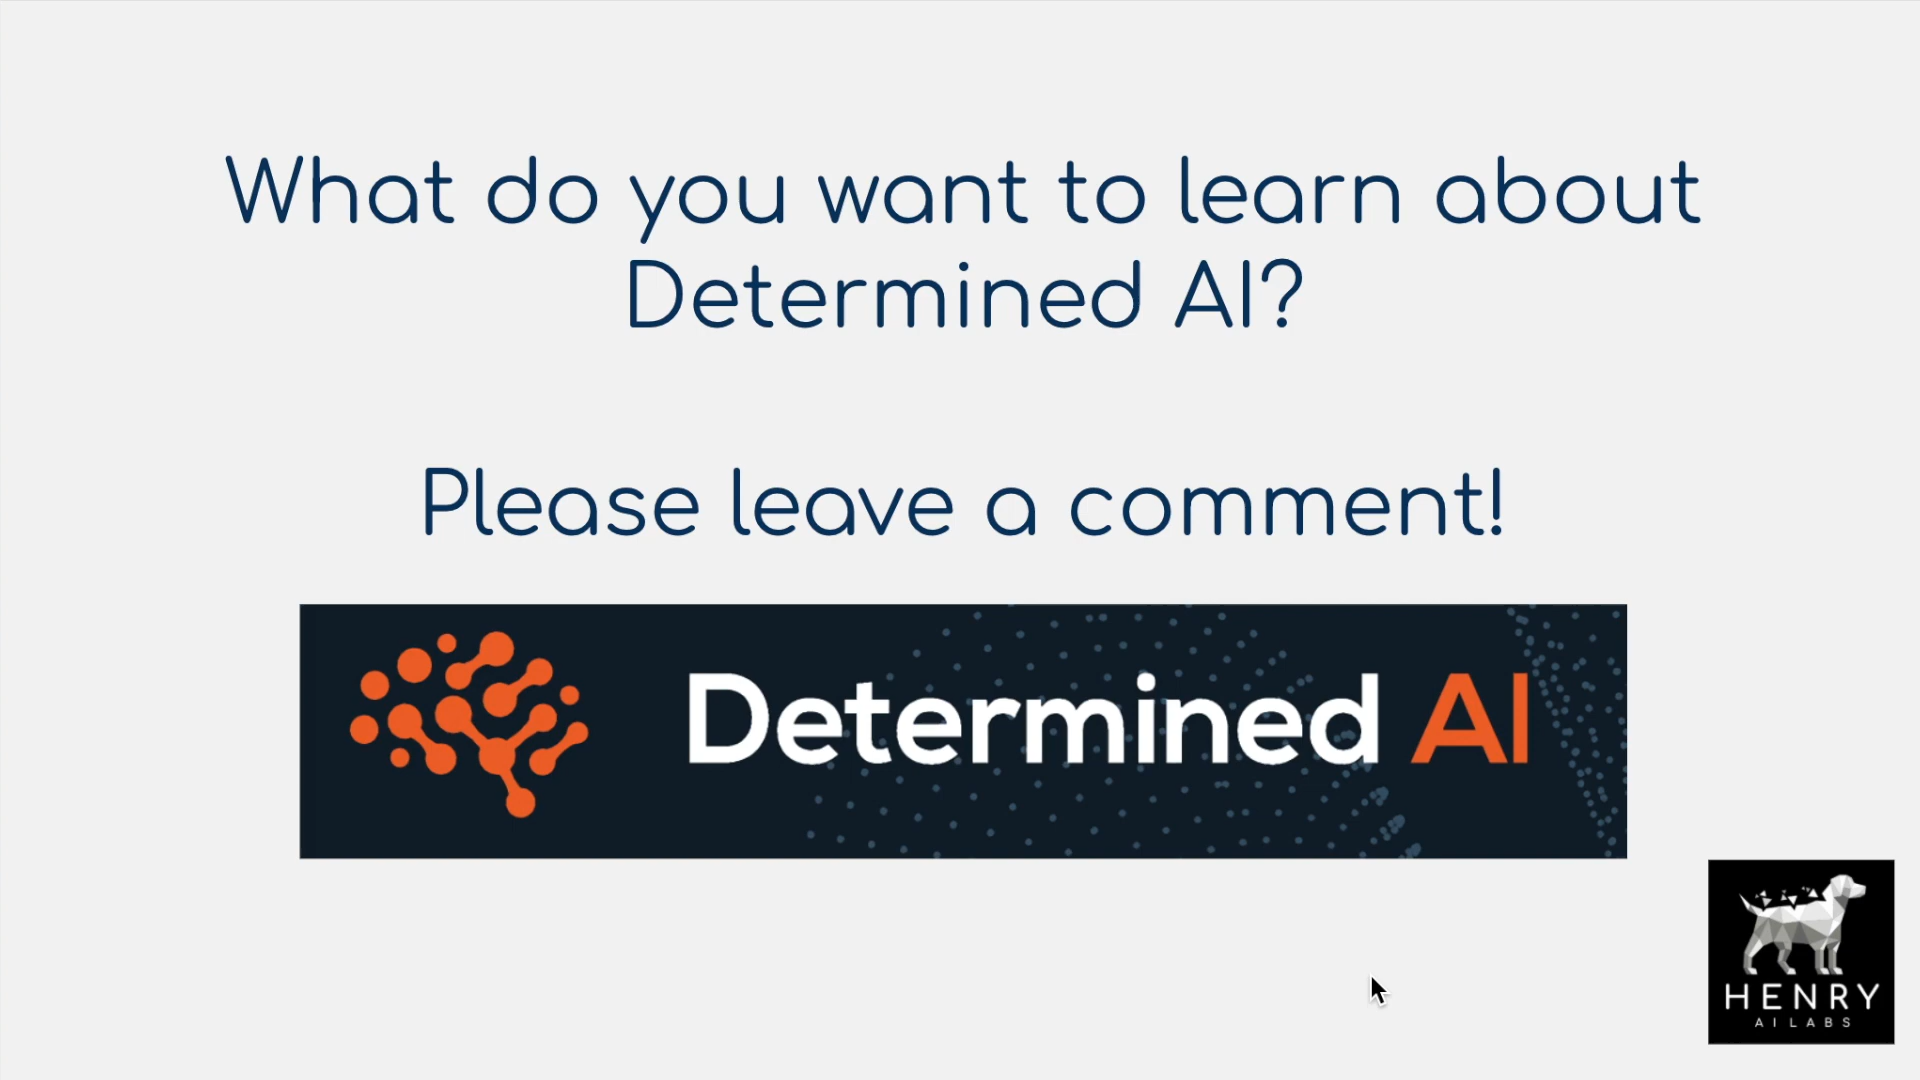 What do you want to learn about
Determined AI?
Please leave a comment!
Determined AI
HENRY
AI LABS